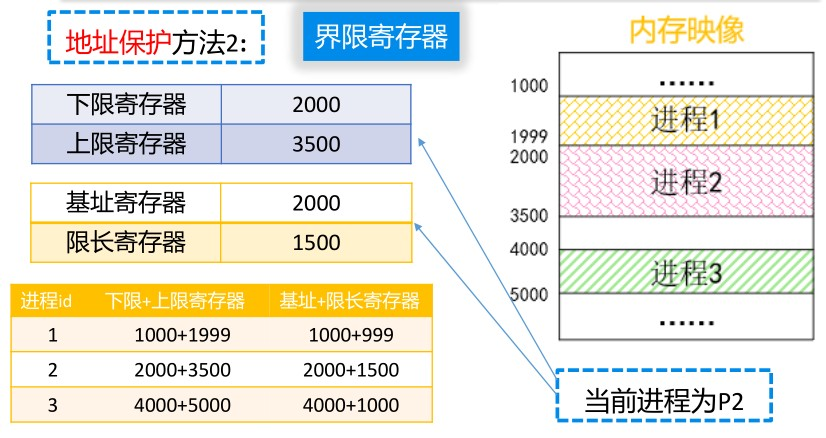 地址保护方法2:
界限寄存器
下限寄存器 2000
上限寄存器 3500
基址寄存器 2000
限长寄存器 1500
进程id 下限+上限寄存器 基址+限长寄存器
1 1000+1999 1000+999
2 2000+3500 2000+1500
3 4000+5000 4000+1000
内存映像
……
1000
进程1
1999
2000
进程2
3500
4000
进程3
5000
……
当前进程为P2